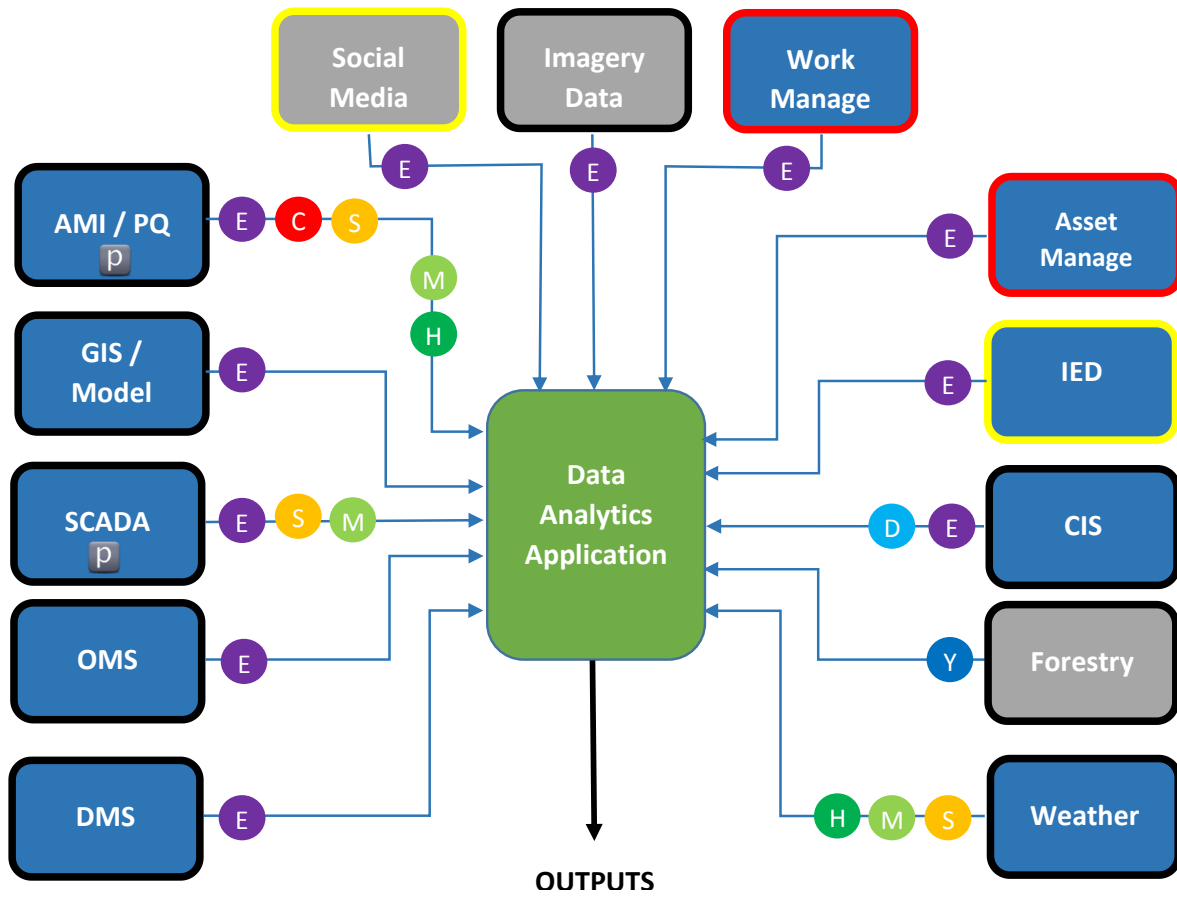 Social
Media
Imagery
Data
Work
Manage
E
E
E
AMI / PQ
p
E
C
S
M
H
Asset
Manage
E
GIS /
Model
E
IED
E
SCADA
p
E
S
M
Data
Analytics
Application
CIS
D
E
OMS
E
Forestry
Y
DMS
E
Weather
H
M
S
OUTPUTS